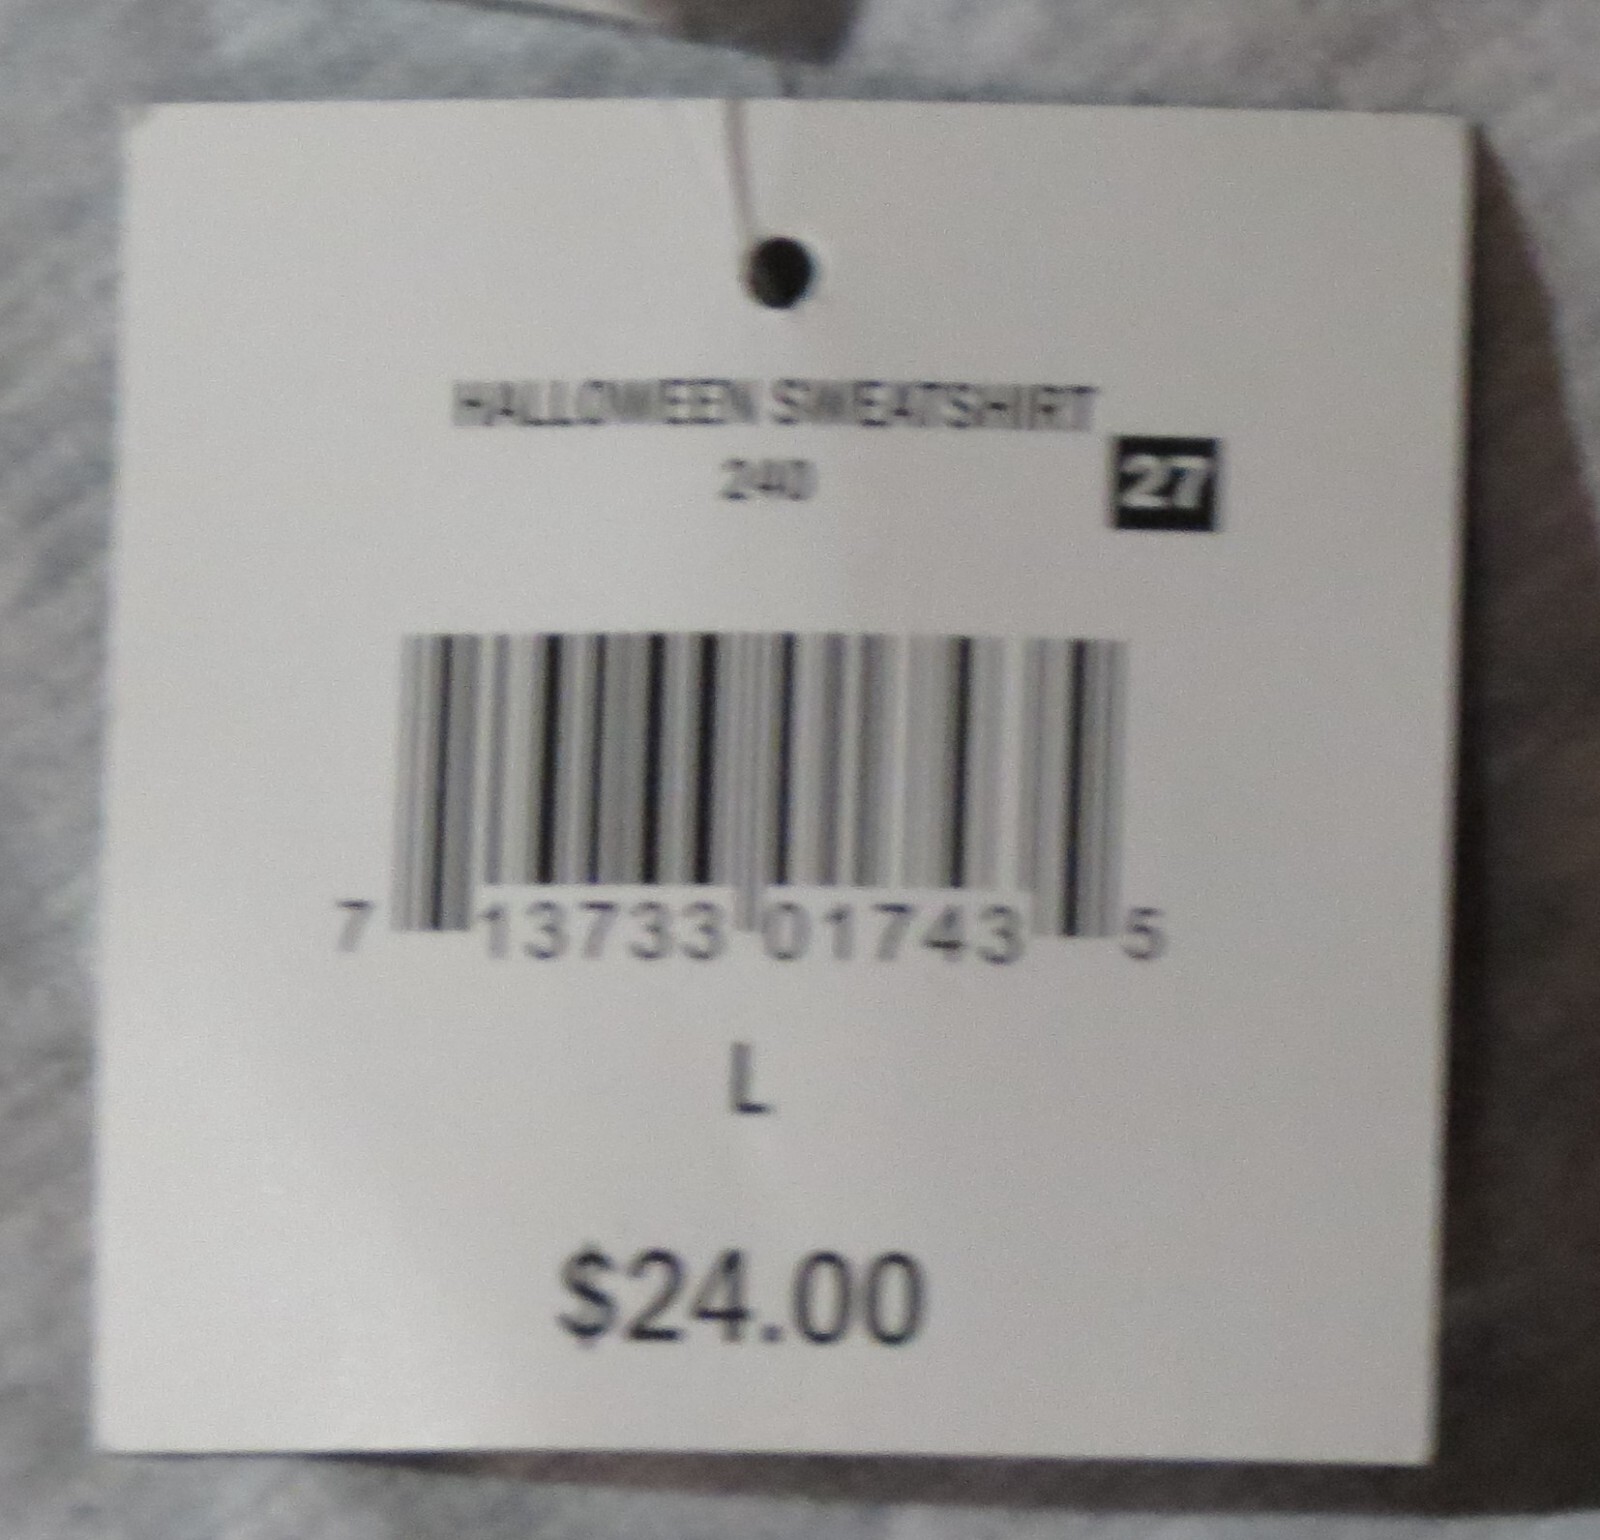 HALLOWEEN SWEATSHIRT
240
27
7 13733 01743 5
L
$24.00